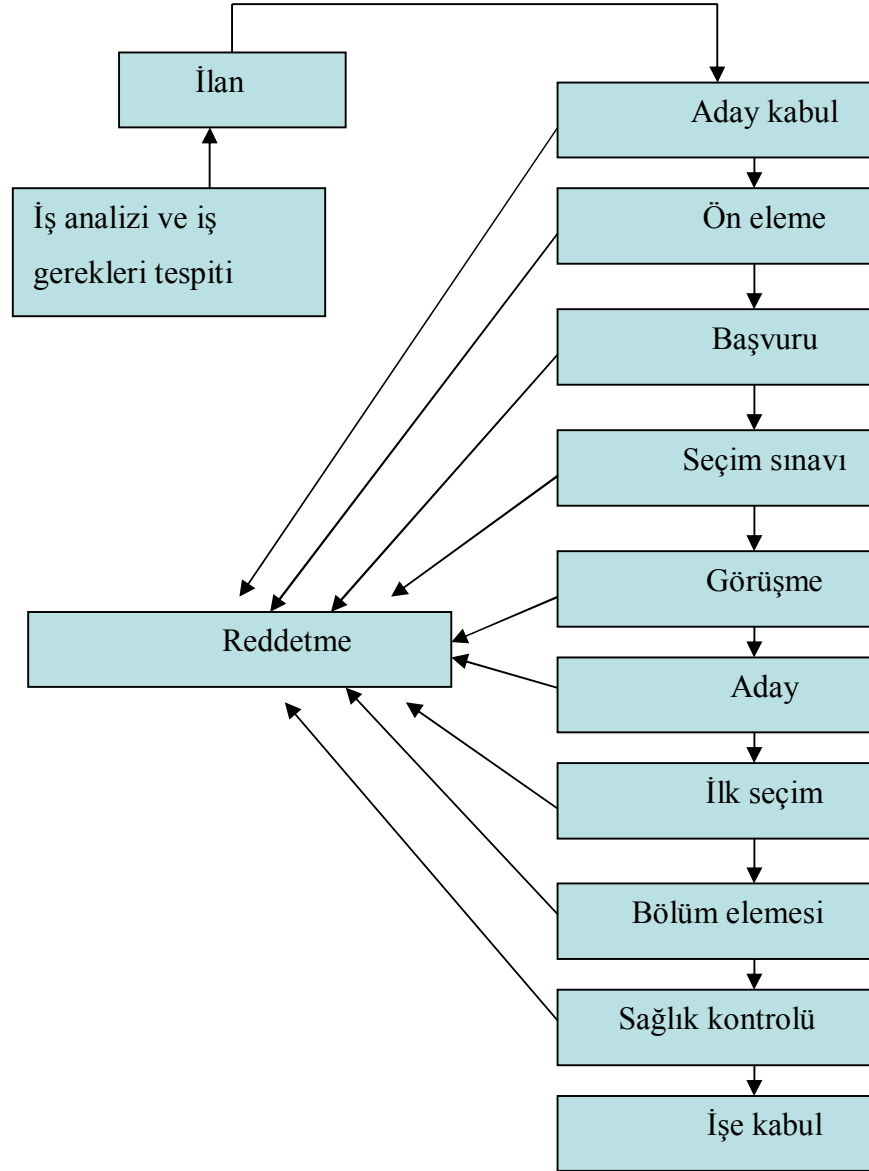 İlan
Aday kabul
İş analizi ve iş
gerekleri tespiti
Ön eleme
Başvuru
Seçim sınavı
Görüşme
Reddetme
Aday
İlk seçim
Bölüm elemesi
Sağlık kontrolü
İşe kabul